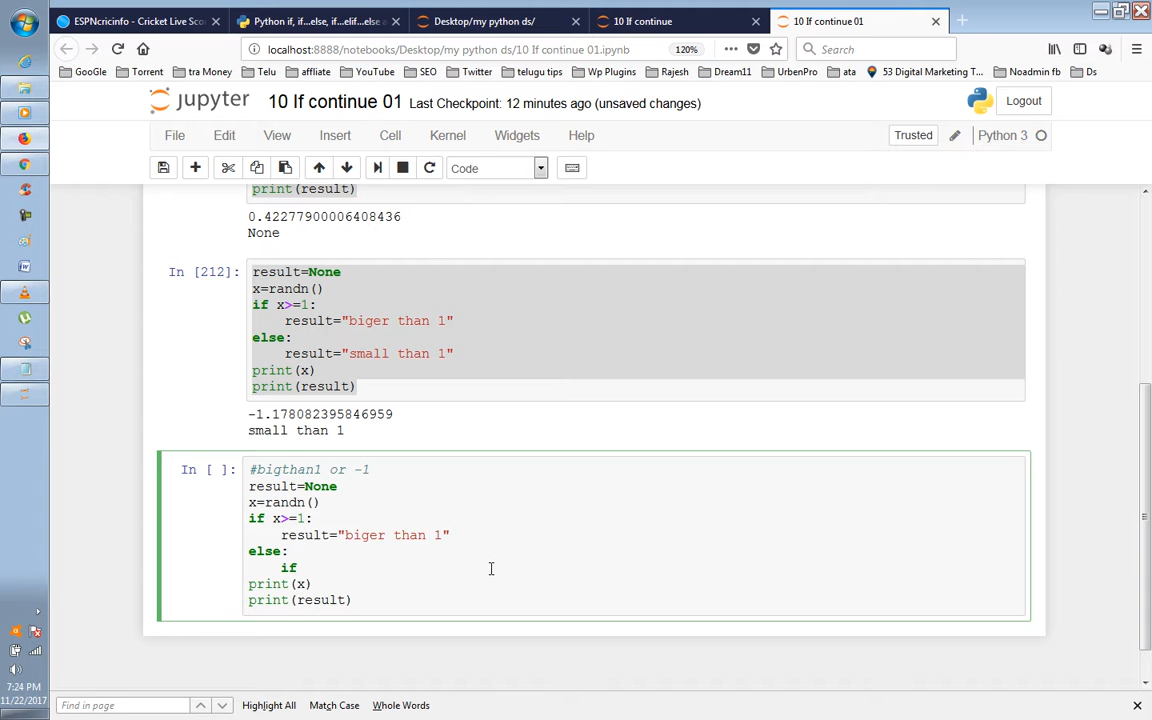 ESPNcricinfo - Cricket Live Sco
Python if, if...else, if...elif...else a
Desktop/my python ds/
10 If continue
10 If continue 01
localhost:8888/notebooks/Desktop/my python ds/10 If continue 01.ipynb
120%
Search
GooGle
Torrent
tra Money
Telu
affliate
YouTube
SEO
Twitter
telugu tips
Wp Plugins
Rajesh
Dream11
UrbenPro
ata
53 Digital Marketing T...
Noadmin fb
Ds
jupyter
10 If continue 01 Last Checkpoint: 12 minutes ago (unsaved changes)
Logout
File
Edit
View
Insert
Cell
Kernel
Widgets
Help
Trusted
Python 3
Code
print(result)
0.42277900006408436
None
In [212]:
result=None
x=randn()
if x>=1:
result="biger than 1"
else:
result="small than 1"
print(x)
print(result)
-1.178082395846959
small than 1
In [ ]:
#bigthan1 or -1
result=None
x=randn()
if x>=1:
result="biger than 1"
else:
if
print(x)
print(result)
7:24 PM
11/22/2017
Find in page
Highlight All
Match Case
Whole Words